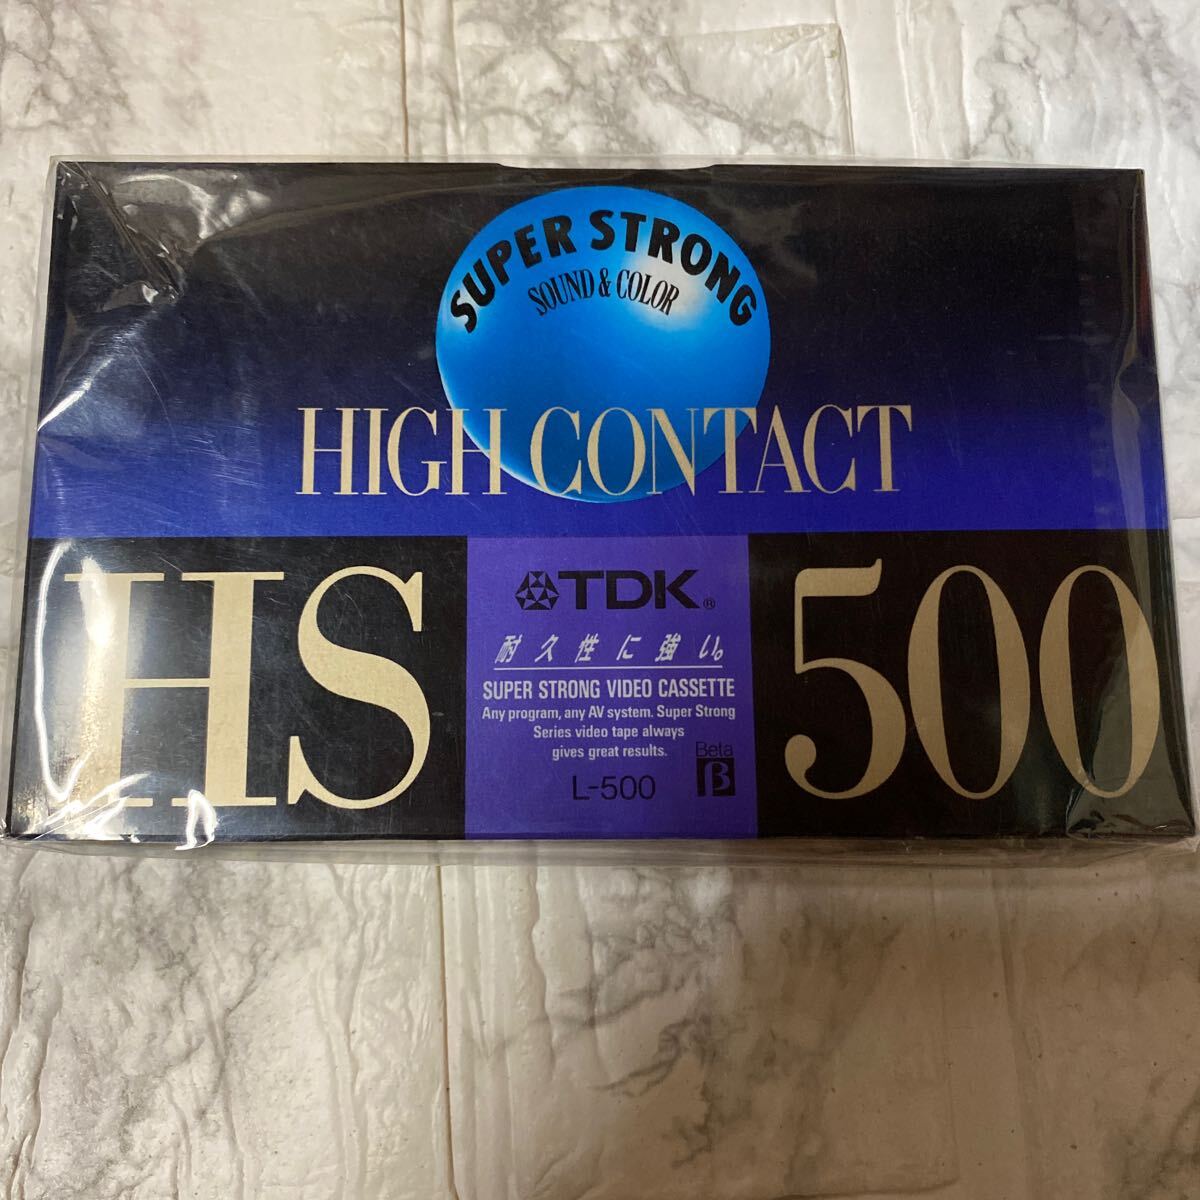 SUPER STRONG
SOUND & COLOR
HIGH CONTACT
HS
TDK®
耐久性に強い。
SUPER STRONG VIDEO CASSETTE
Any program, any AV system. Super Strong
Series video tape always
gives great results.
L-500
Beta
β
500